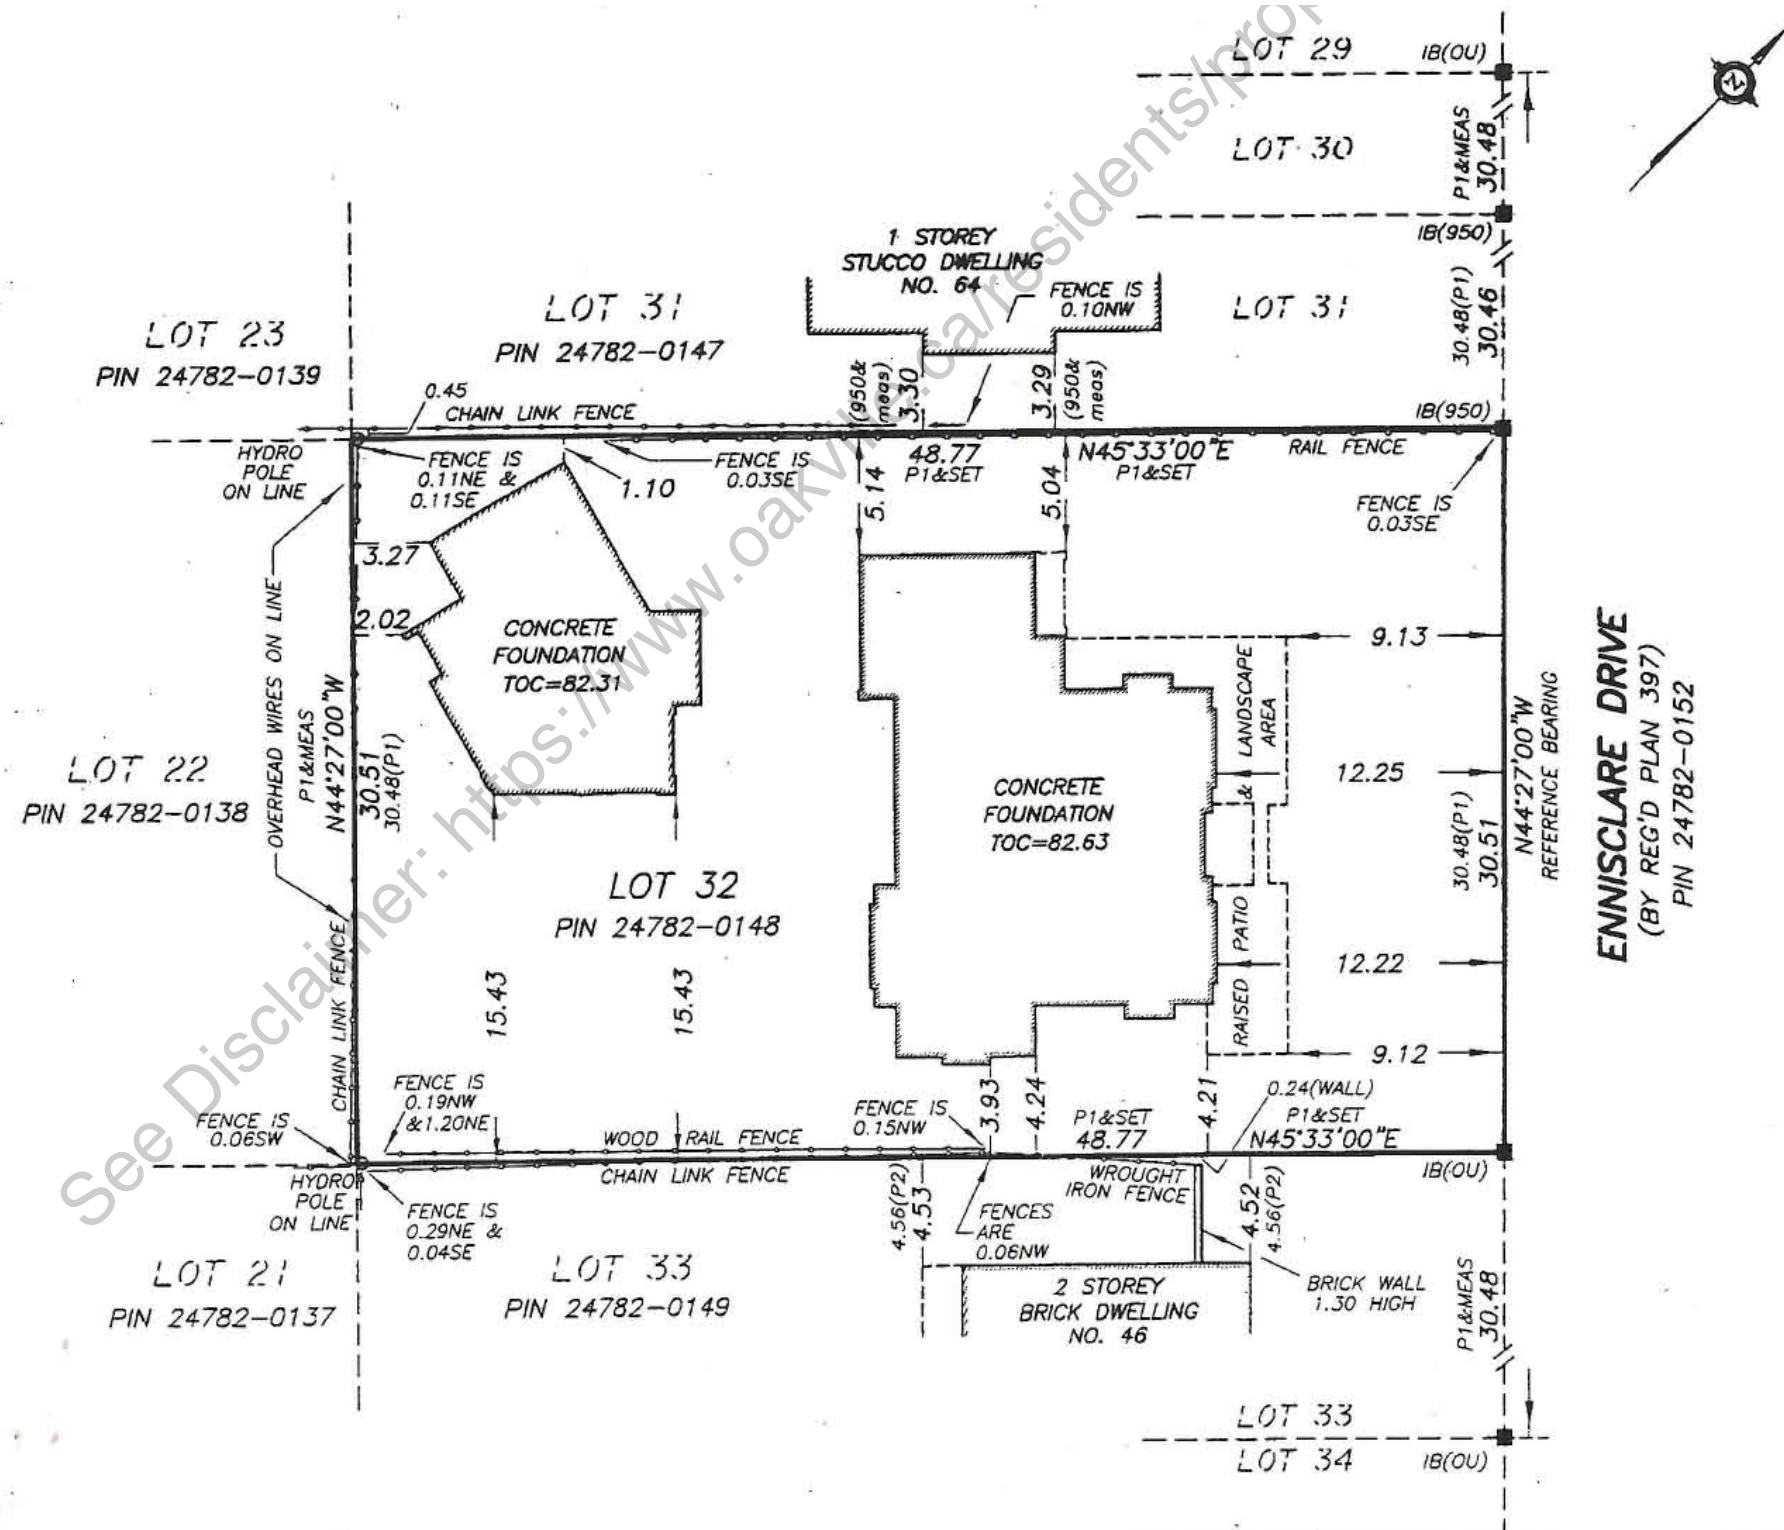 LOT 29
IB(OU)
P1&MEAS
30.48
LOT 30
IB(950)
N
1 STOREY
STUCCO DWELLING
NO. 64
FENCE IS
0.10NW
LOT 31
30.48(P1)
30.46
LOT 31
PIN 24782-0147
LOT 23
PIN 24782-0139
0.45
CHAIN LINK FENCE
(950&
meas)
3.30
3.29
(950&
meas)
IB(950)
HYDRO
POLE
ON LINE
FENCE IS
0.11NE &
0.11SE
1.10
FENCE IS
0.03SE
48.77
P1&SET
N45°33'00"E
P1&SET
RAIL FENCE
5.14
5.04
FENCE IS
0.03SE
3.27
2.02
OVERHEAD WIRES ON LINE
CONCRETE
FOUNDATION
TOC=82.31
9.13
RAISED PATIO & LANDSCAPE
AREA
12.25
P1&MEAS
N44°27'00"W
30.51
30.48(P1)
LOT 22
PIN 24782-0138
CONCRETE
FOUNDATION
TOC=82.63
30.48(P1)
30.51
N44°27'00"W
REFERENCE BEARING
ENNISCLARE DRIVE
(BY REG'D PLAN 397)
PIN 24782-0152
LOT 32
PIN 24782-0148
12.22
CHAIN LINK FENCE
15.43
15.43
9.12
FENCE IS
0.19NW
&1.20NE
FENCE IS
0.06SW
WOOD RAIL FENCE
CHAIN LINK FENCE
FENCE IS
0.15NW
3.93
4.24
P1&SET
48.77
4.21
0.24(WALL)
P1&SET
N45°33'00"E
IB(OU)
HYDRO
POLE
ON LINE
FENCE IS
0.29NE &
0.04SE
4.56(P2)
4.53
FENCES
ARE
0.06NW
WROUGHT
IRON FENCE
4.52
4.56(P2)
LOT 21
PIN 24782-0137
LOT 33
PIN 24782-0149
2 STOREY
BRICK DWELLING
NO. 46
BRICK WALL
1.30 HIGH
P1&MEAS
30.48
LOT 33
LOT 34
IB(OU)
See Disclaimer: https://www.oakville.ca/residents/prop